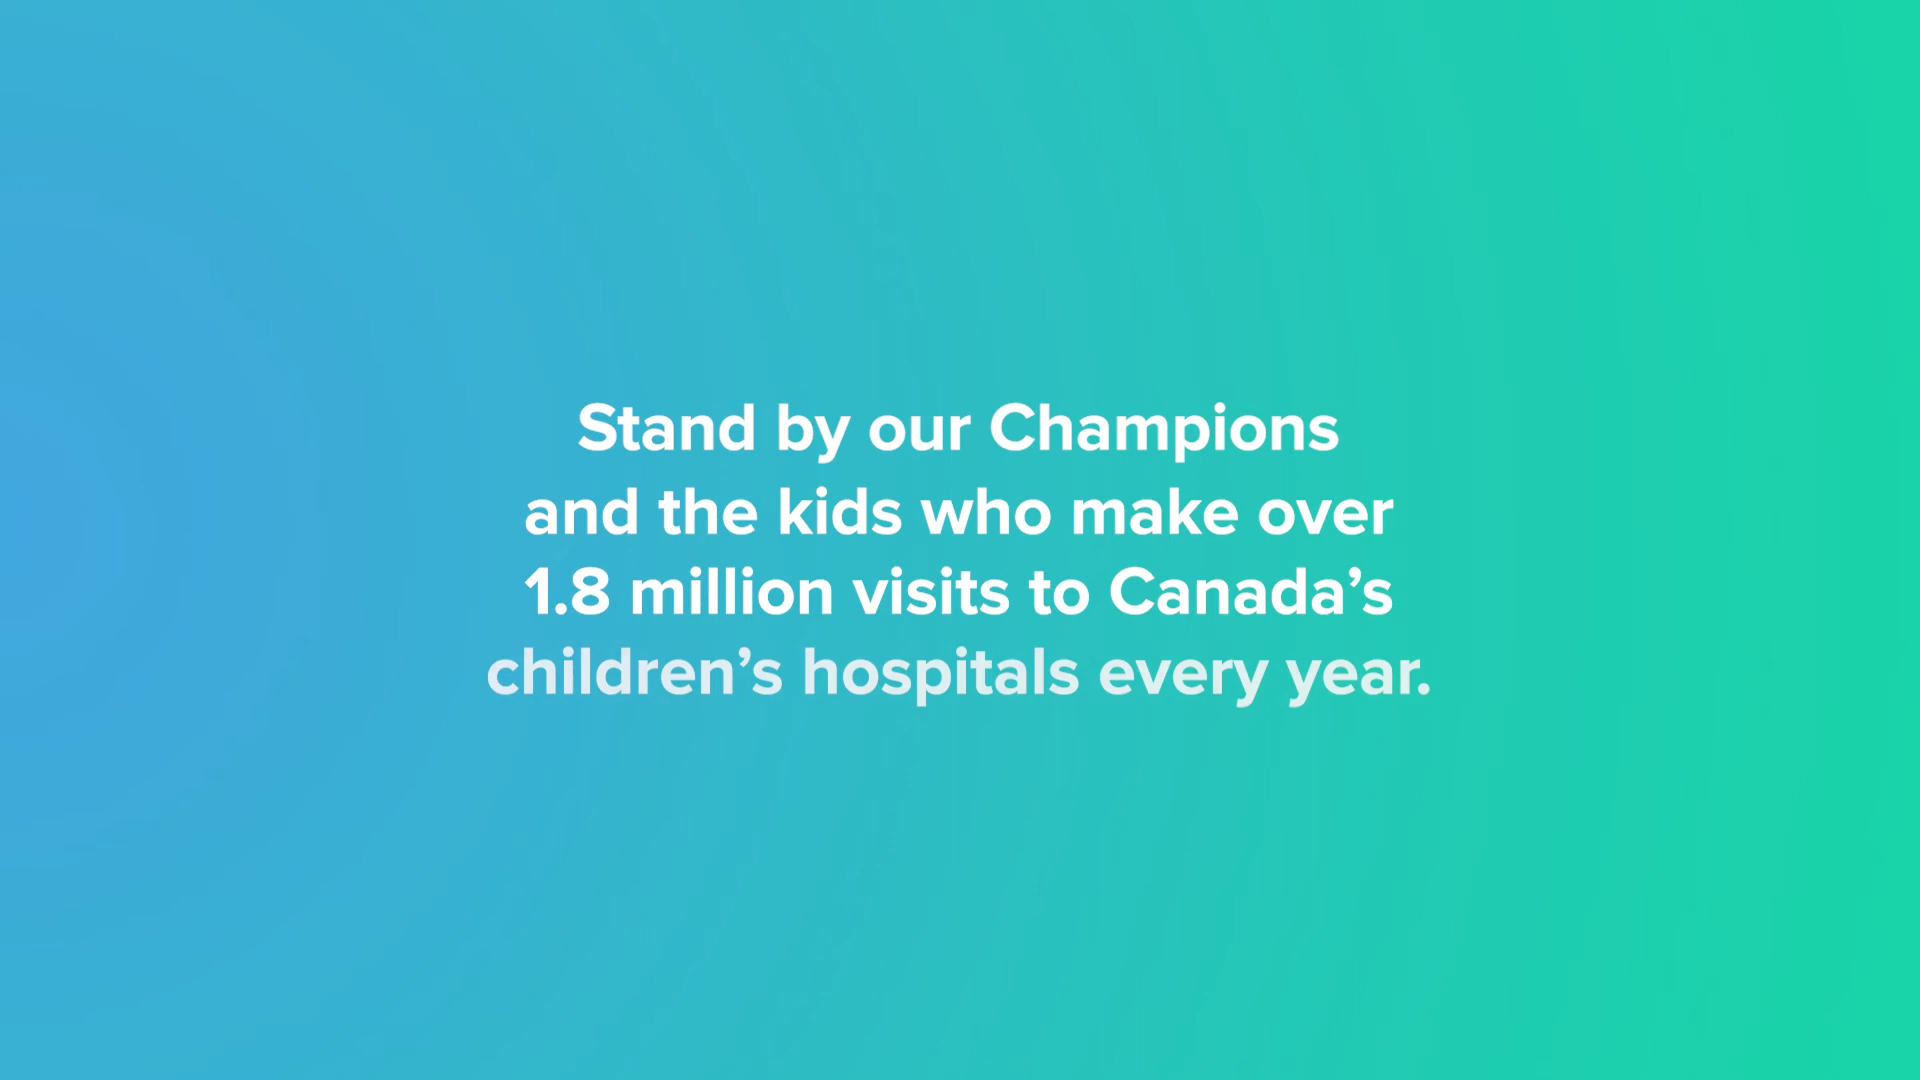 Stand by our Champions
and the kids who make over
1.8 million visits to Canada’s
children’s hospitals every year.